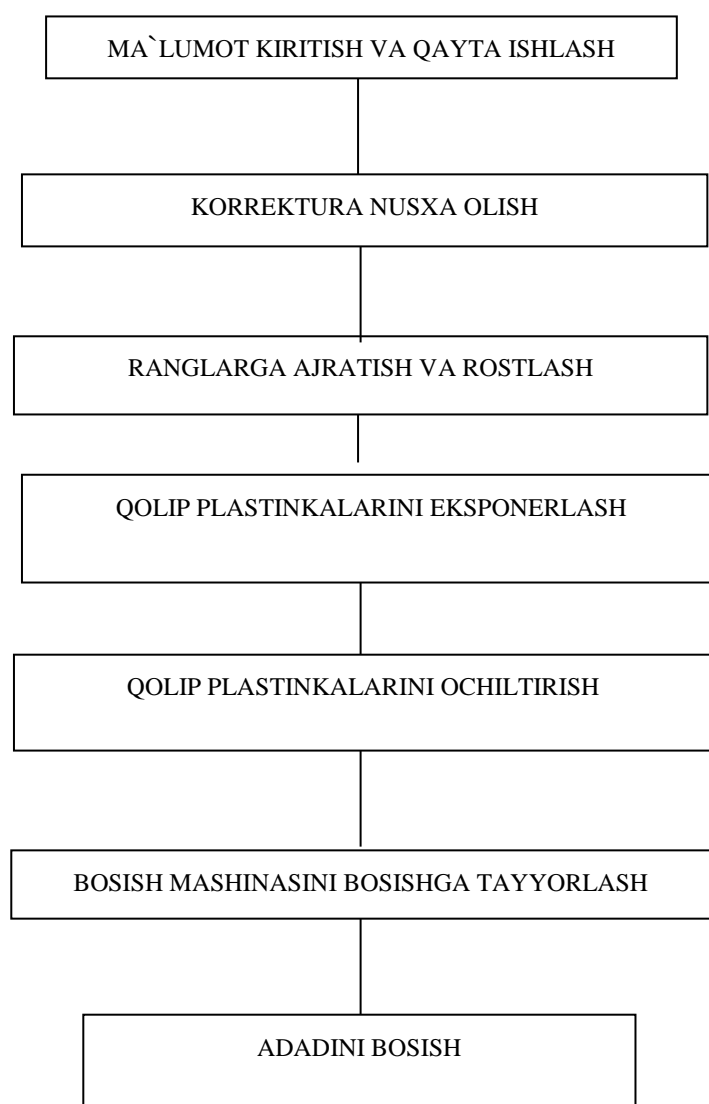 MA`LUMOT KIRITISH VA QAYTA ISHLASH
KORREKTURA NUSXA OLISH
RANGLARGA AJRATISH VA ROSTLASH
QOLIP PLASTINKALARINI EKSPONERLASH
QOLIP PLASTINKALARINI OCHILTIRISH
BOSISH MASHINASINI BOSISHGA TAYYORLASH
ADADINI BOSISH